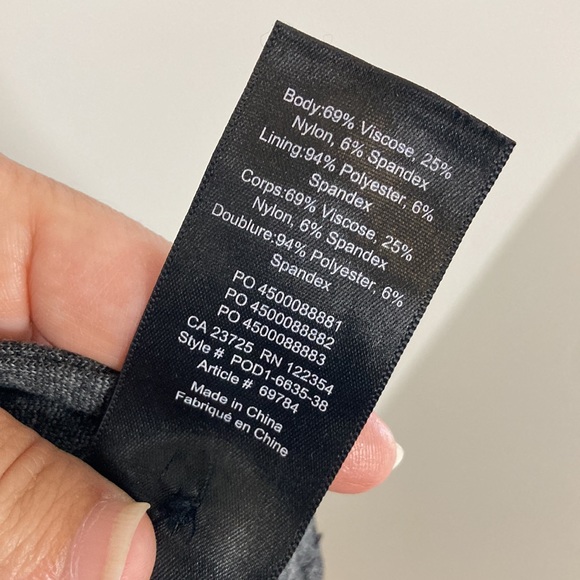 Body:69% Viscose, 25%
Nylon, 6% Spandex
Lining:94% Polyester, 6%
Spandex
Corps:69% Viscose, 25%
Nylon, 6% Spandex
Doublure:94% Polyester, 6%
Spandex
PO 4500088881
PO 4500088882
PO 4500088883
CA 23725 RN 122354
Style # POD1-6635-38
Article # 69784
Made in China
Fabriqué en Chine